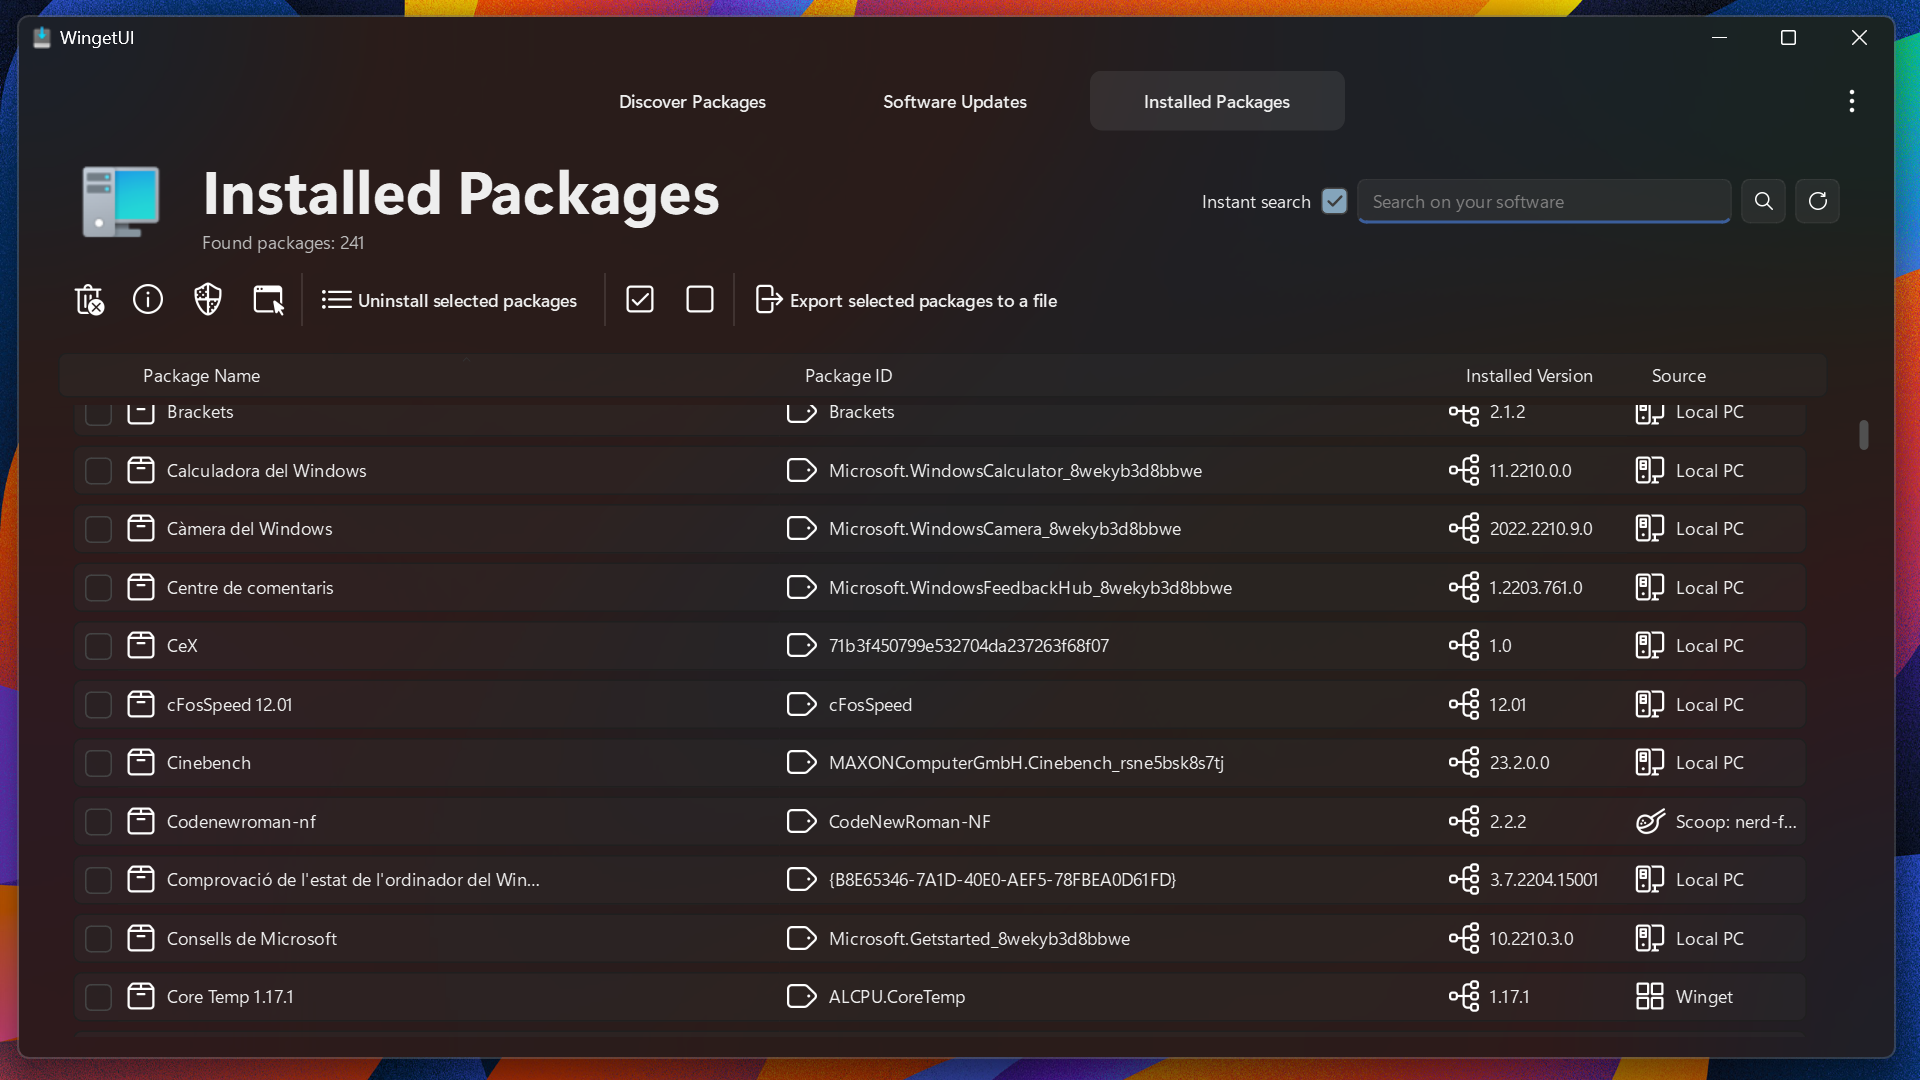 WingetUI
Discover Packages
Software Updates
Installed Packages
Installed Packages
Found packages: 241
Instant search
Search on your software
Uninstall selected packages
Export selected packages to a file
Package Name Package ID Installed Version Source
Brackets Brackets 2.1.2 Local PC
Calculadora del Windows Microsoft.WindowsCalculator_8wekyb3d8bbwe 11.2210.0.0 Local PC
Càmera del Windows Microsoft.WindowsCamera_8wekyb3d8bbwe 2022.2210.9.0 Local PC
Centre de comentaris Microsoft.WindowsFeedbackHub_8wekyb3d8bbwe 1.2203.761.0 Local PC
CeX 71b3f450799e532704da237263f68f07 1.0 Local PC
cFosSpeed 12.01 cFosSpeed 12.01 Local PC
Cinebench MAXONComputerGmbH.Cinebench_rsne5bsk8s7tj 23.2.0.0 Local PC
Codenewroman-nf CodeNewRoman-NF 2.2.2 Scoop: nerd-f...
Comprovació de l'estat de l'ordinador del Win... {B8E65346-7A1D-40E0-AEF5-78FBEA0D61FD} 3.7.2204.15001 Local PC
Consells de Microsoft Microsoft.Getstarted_8wekyb3d8bbwe 10.2210.3.0 Local PC
Core Temp 1.17.1 ALCPU.CoreTemp 1.17.1 Winget